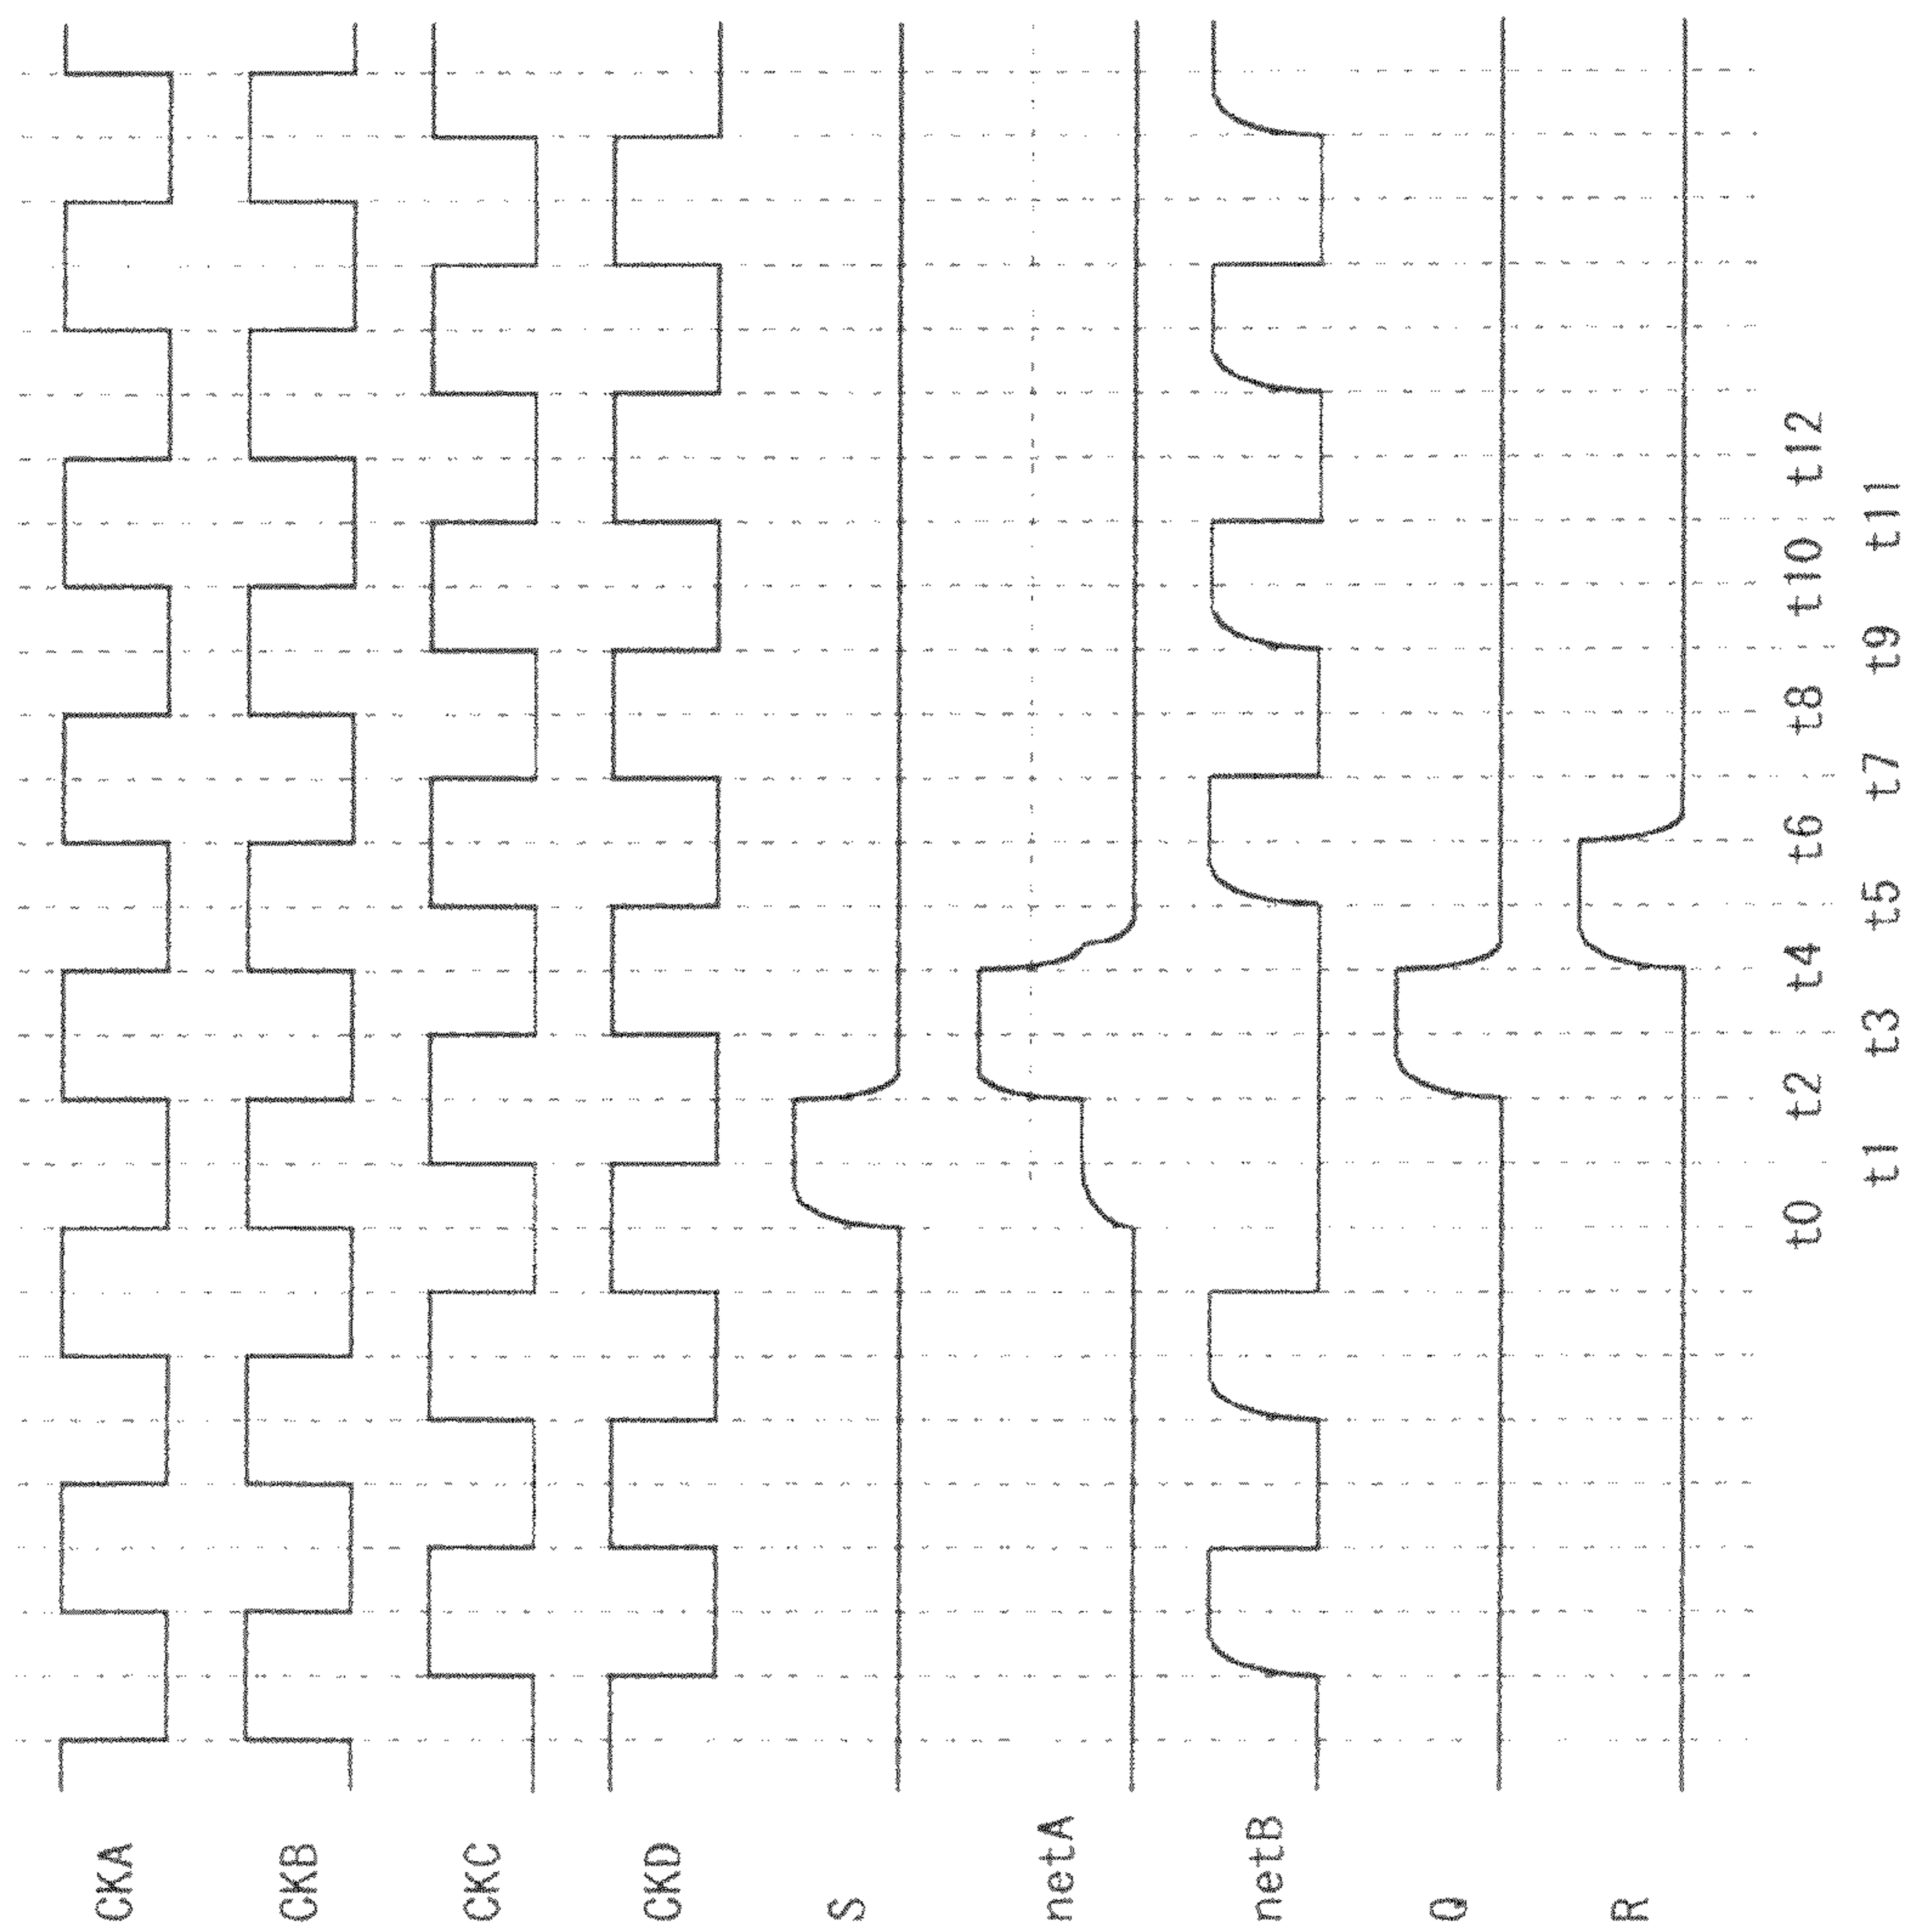 CKA
CKB
CKC
CKD
S
netA
netB
Q
R
t0 t2 t4 t6 t8 t10 t12
t1 t3 t5 t7 t9 t11